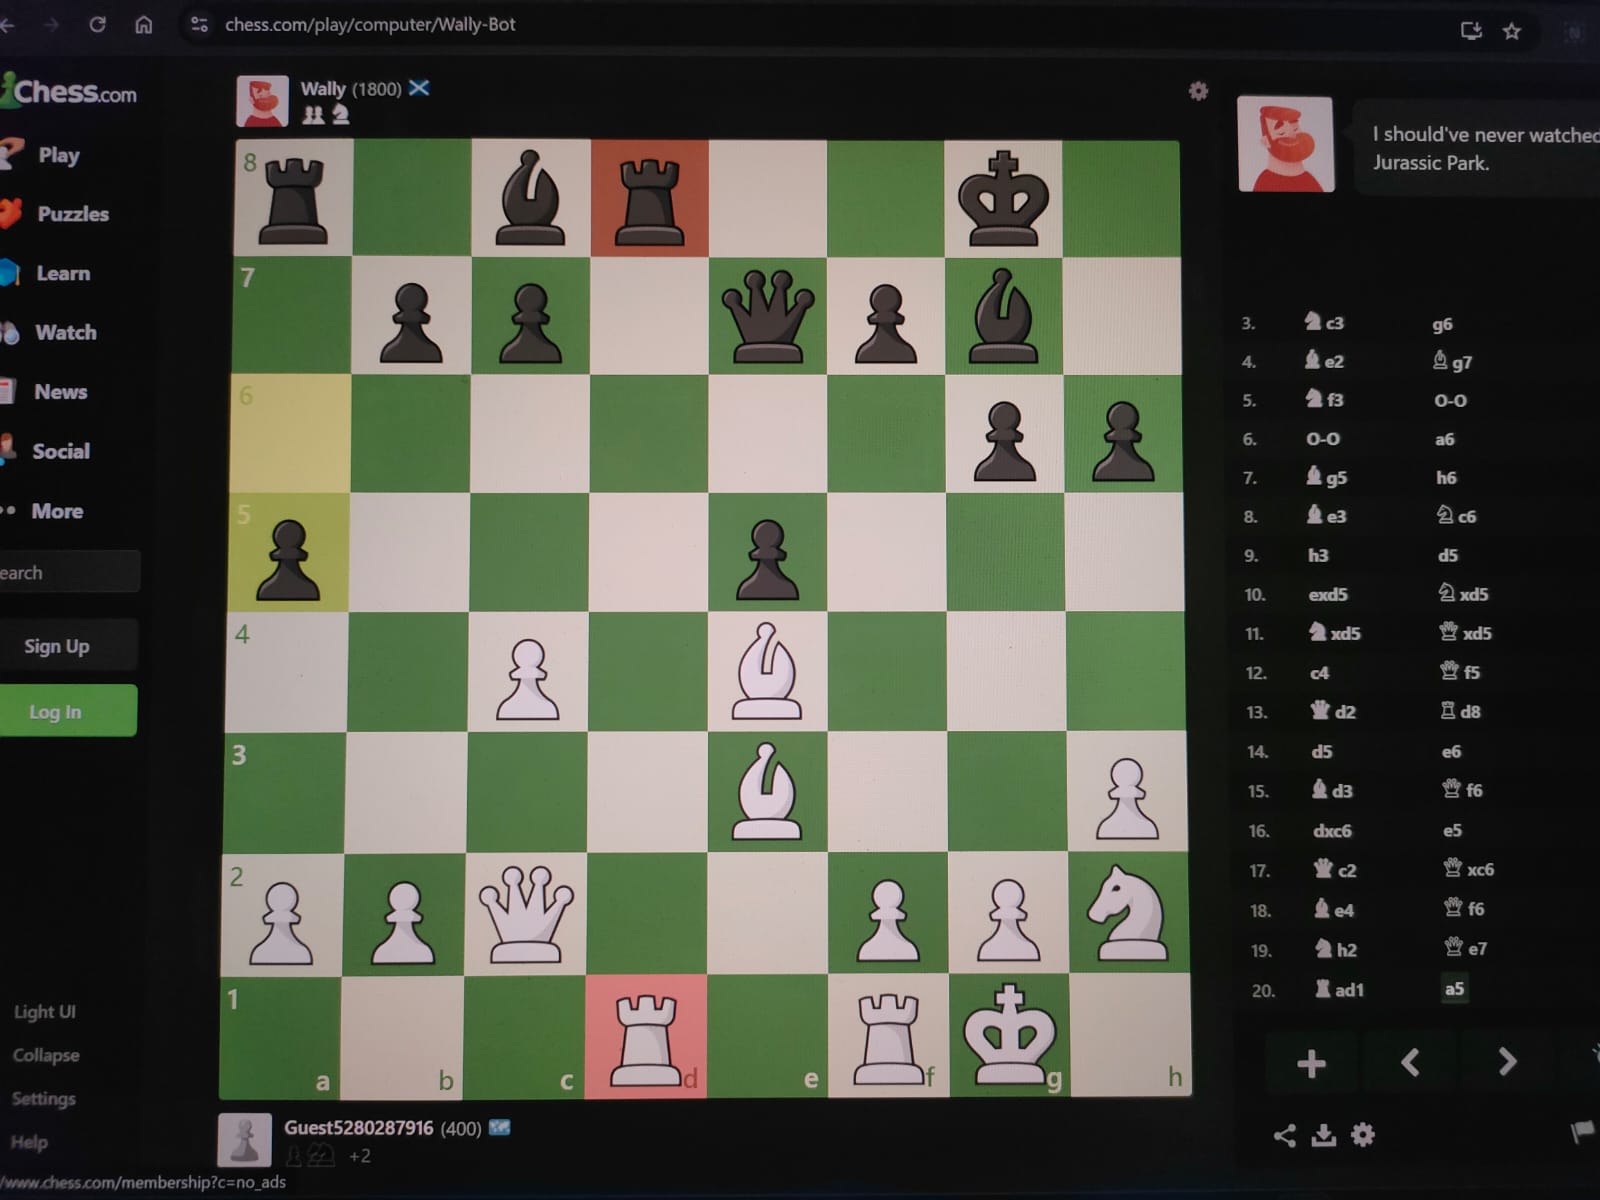 chess.com/play/computer/Wally-Bot
Chess.com
Play
Puzzles
Learn
Watch
News
Social
More
earch
Sign Up
Log In
Light UI
Collapse
Settings
Help
/www.chess.com/membership?c=no_ads
Wally (1800)
8
7
6
5
4
3
2
1
a b c d e f g h
Guest5280287916 (400)
+2
I should've never watched
Jurassic Park.
3. c3 g6
4. e2 g7
5. f3 O-O
6. O-O a6
7. g5 h6
8. e3 c6
9. h3 d5
10. exd5 xd5
11. xd5 xd5
12. c4 f5
13. d2 d8
14. d5 e6
15. d3 f6
16. dxc6 e5
17. c2 xc6
18. e4 f6
19. h2 e7
20. ad1 a5